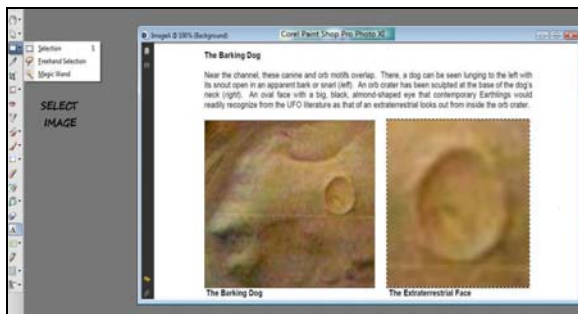 Image4 @ 100% (Background)
Corel Paint Shop Pro Photo XI
Selection S
Freehand Selection
Magic Wand
SELECT
IMAGE
The Barking Dog
Near the channel, these canine and orb motifs overlap. There, a dog can be seen lunging to the left with
its snout open in an apparent bark or snarl (left). An orb crater has been sculpted at the base of the dog's
neck (right). An oval face with a big, black, almond-shaped eye that contemporary Earthlings would
readily recognize from the UFO literature as that of an extraterrestrial looks out from inside the orb crater.
The Barking Dog
The Extraterrestrial Face